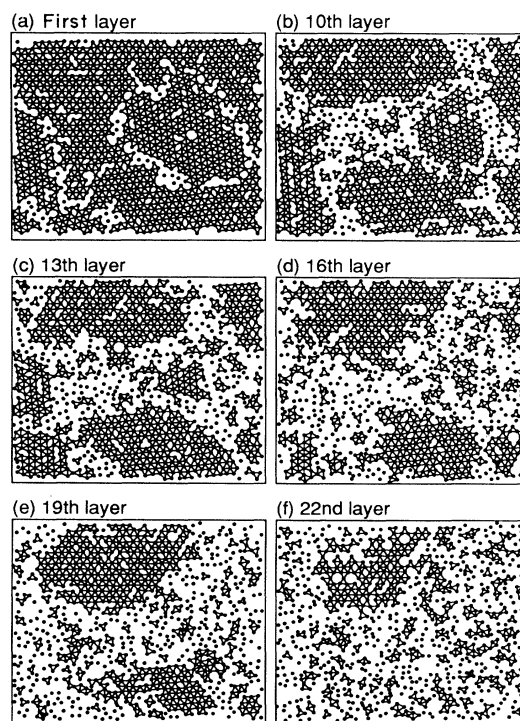 (a) First layer
(b) 10th layer
(c) 13th layer
(d) 16th layer
(e) 19th layer
(f) 22nd layer